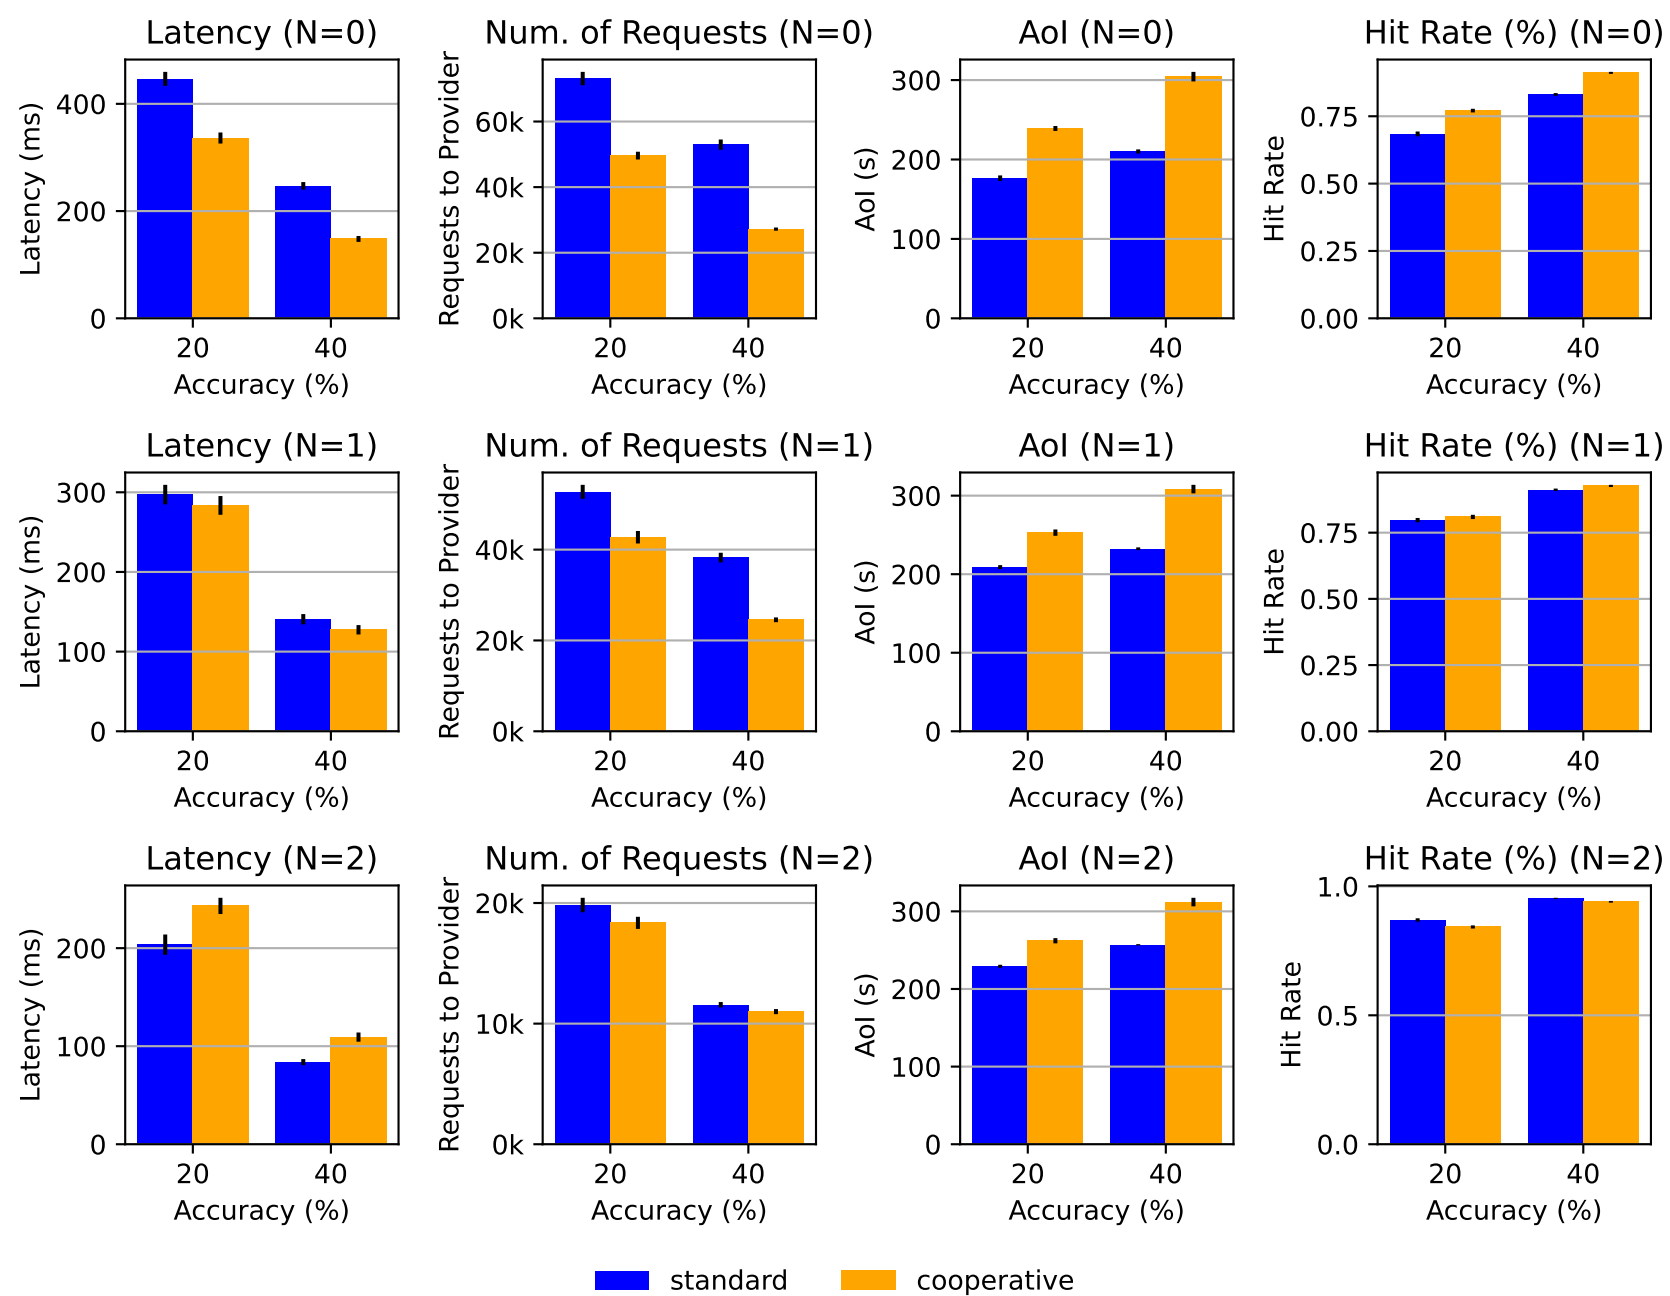 Latency (N=0)
Latency (ms)
400
200
0
20 40
Accuracy (%)
Num. of Requests (N=0)
Requests to Provider
60k
40k
20k
0k
20 40
Accuracy (%)
AoI (N=0)
AoI (s)
300
200
100
0
20 40
Accuracy (%)
Hit Rate (%) (N=0)
Hit Rate
0.75
0.50
0.25
0.00
20 40
Accuracy (%)
Latency (N=1)
Latency (ms)
300
200
100
0
20 40
Accuracy (%)
Num. of Requests (N=1)
Requests to Provider
40k
20k
0k
20 40
Accuracy (%)
AoI (N=1)
AoI (s)
300
200
100
0
20 40
Accuracy (%)
Hit Rate (%) (N=1)
Hit Rate
0.75
0.50
0.25
0.00
20 40
Accuracy (%)
Latency (N=2)
Latency (ms)
200
100
0
20 40
Accuracy (%)
Num. of Requests (N=2)
Requests to Provider
20k
10k
0k
20 40
Accuracy (%)
AoI (N=2)
AoI (s)
300
200
100
0
20 40
Accuracy (%)
Hit Rate (%) (N=2)
Hit Rate
1.0
0.5
0.0
20 40
Accuracy (%)
standard cooperative